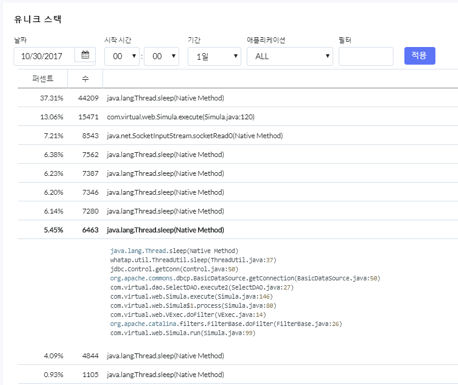 유니크 스택
날짜 시작 시간 기간 애플리케이션 필터
10/30/2017 00 : 00 1일 ALL 적용
퍼센트 수
37.31% 44209 java.lang.Thread.sleep(Native Method)
13.06% 15471 com.virtual.web.Simula.execute(Simula.java:120)
7.21% 8543 java.net.SocketInputStream.socketRead0(Native Method)
6.38% 7562 java.lang.Thread.sleep(Native Method)
6.23% 7387 java.lang.Thread.sleep(Native Method)
6.20% 7346 java.lang.Thread.sleep(Native Method)
6.14% 7280 java.lang.Thread.sleep(Native Method)
5.45% 6463 java.lang.Thread.sleep(Native Method)
java.lang.Thread.sleep(Native Method)
whatap.util.ThreadUtil.sleep(ThreadUtil.java:37)
jdbc.Control.getConn(Control.java:50)
org.apache.commons.dbcp.BasicDataSource.getConnection(BasicDataSource.java:50)
com.virtual.dao.SelectDAO.execute2(SelectDAO.java:27)
com.virtual.web.Simula.execute(Simula.java:146)
com.virtual.web.Simula$1.process(Simula.java:80)
com.virtual.web.VExec.doFilter(VExec.java:14)
org.apache.catalina.filters.FilterBase.doFilter(FilterBase.java:26)
com.virtual.web.Simula.run(Simula.java:99)
4.09% 4844 java.lang.Thread.sleep(Native Method)
0.93% 1105 java.lang.Thread.sleep(Native Method)